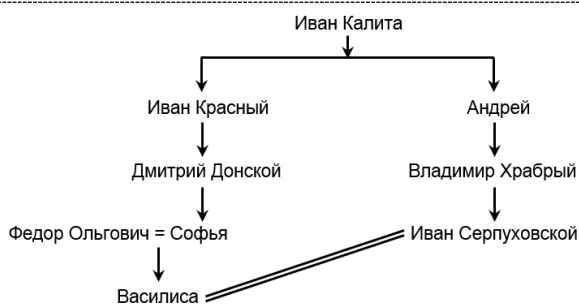 Иван Калита
Иван Красный Андрей
Дмитрий Донской Владимир Храбрый
Федор Ольгович = Софья Иван Серпуховской
Василиса